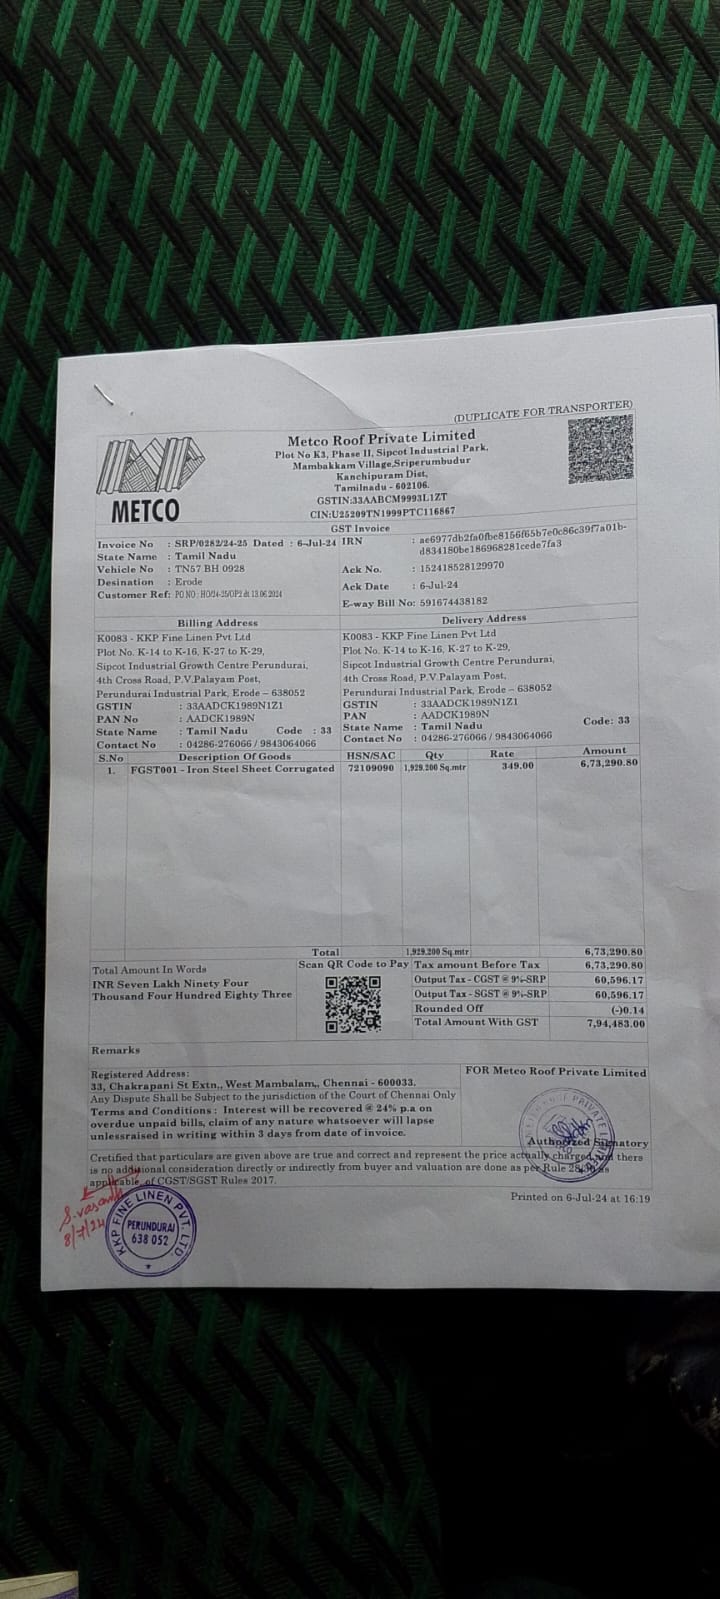 (DUPLICATE FOR TRANSPORTER)
METCO
Metco Roof Private Limited
Plot No K3, Phase II, Sipcot Industrial Park,
Mambakkam Village,Sriperumbudur
Kanchipuram Dist,
Tamilnadu - 602106.
GSTIN:33AABCM9993L1ZT
CIN:U25209TN1999PTC116867
GST Invoice
Invoice No : SRP/0282/24-25 Dated : 6-Jul-24
State Name : Tamil Nadu
Vehicle No : TN57 BH 0928
Desination : Erode
Customer Ref: PO NO : HO/24-25/OP2 dt 13.06.2024
IRN : ae6977db2fa0fbe8156f65b7e0c86c39f7a01b-
d834180be186968281cede7fa3
Ack No. : 152418528129970
Ack Date : 6-Jul-24
E-way Bill No: 591674438182
Billing Address
K0083 - KKP Fine Linen Pvt Ltd
Plot No. K-14 to K-16, K-27 to K-29,
Sipcot Industrial Growth Centre Perundurai,
4th Cross Road, P.V.Palayam Post,
Perundurai Industrial Park, Erode – 638052
GSTIN : 33AADCK1989N1Z1
PAN No : AADCK1989N
State Name : Tamil Nadu Code : 33
Contact No : 04286-276066 / 9843064066
Delivery Address
K0083 - KKP Fine Linen Pvt Ltd
Plot No. K-14 to K-16, K-27 to K-29,
Sipcot Industrial Growth Centre Perundurai,
4th Cross Road, P.V.Palayam Post,
Perundurai Industrial Park, Erode – 638052
GSTIN : 33AADCK1989N1Z1
PAN : AADCK1989N
State Name : Tamil Nadu Code: 33
Contact No : 04286-276066 / 9843064066
S.No Description Of Goods HSN/SAC Qty Rate Amount
1. FGST001 - Iron Steel Sheet Corrugated 72109090 1,929.200 Sq.mtr 349.00 6,73,290.80
Total 1,929.200 Sq.mtr 6,73,290.80
Total Amount In Words
INR Seven Lakh Ninety Four
Thousand Four Hundred Eighty Three
Scan QR Code to Pay
Tax amount Before Tax 6,73,290.80
Output Tax - CGST @ 9%-SRP 60,596.17
Output Tax - SGST @ 9%-SRP 60,596.17
Rounded Off (-)0.14
Total Amount With GST 7,94,483.00
Remarks
Registered Address:
33, Chakrapani St Extn,, West Mambalam,, Chennai - 600033.
Any Dispute Shall be Subject to the jurisdiction of the Court of Chennai Only
Terms and Conditions : Interest will be recovered @ 24% p.a on
overdue unpaid bills, claim of any nature whatsoever will lapse
unlessraised in writing within 3 days from date of invoice.
FOR Metco Roof Private Limited
Authorized Signatory
Cretified that particulars are given above are true and correct and represent the price actually charged and there
is no addisional consideration directly or indirectly from buyer and valuation are done as per Rule
applicable of CGST/SGST Rules 2017.
Printed on 6-Jul-24 at 16:19
8/7/24
KKP FINE LINEN PVT. LTD.
PERUNDURAI
638 052